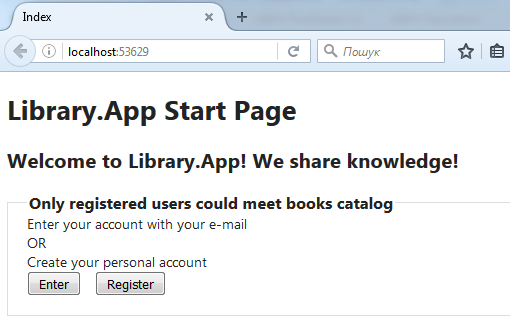 Index
localhost:53629
Пошук
Library.App Start Page
Welcome to Library.App! We share knowledge!
Only registered users could meet books catalog
Enter your account with your e-mail
OR
Create your personal account
Enter Register